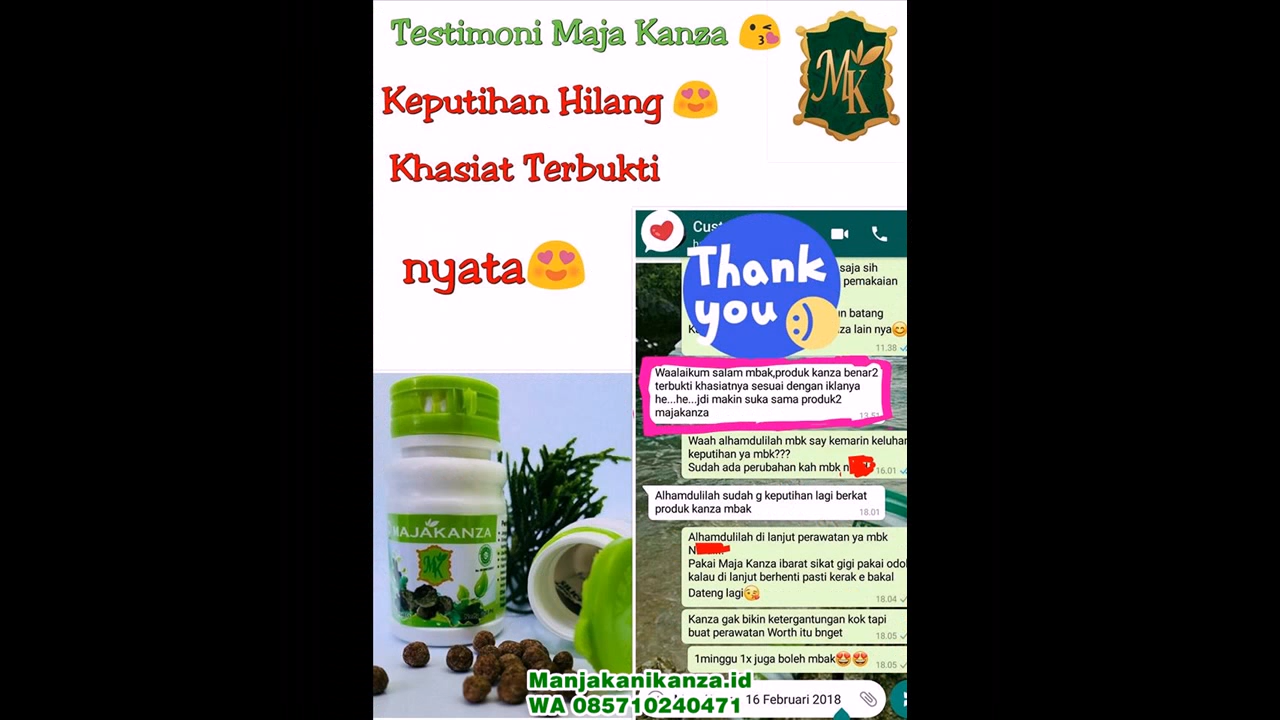 Testimoni Maja Kanza 😘
MK
Keputihan Hilang 😍
Khasiat Terbukti
nyata😍
Thank
you
saja sih
pemakaian
batang
lain nya😊
11.38
Waalaikum salam mbak,produk kanza benar2
terbukti khasiatnya sesuai dengan iklanya
he...he...jdi makin suka sama produk2
majakanza
13.51
Waah alhamdulilah mbk say kemarin keluhan
keputihan ya mbk???
Sudah ada perubahan kah mbk
16.01
Alhamdulilah sudah g keputihan lagi berkat
produk kanza mbak
18.01
Alhamdulilah di lanjut perawatan ya mbk
Pakai Maja Kanza ibarat sikat gigi pakai odol
kalau di lanjut berhenti pasti kerak e bakal
Dateng lagi😘
18.04
Kanza gak bikin ketergantungan kok tapi
buat perawatan Worth itu bnget
18.05
1minggu 1x juga boleh mbak🤩🤩
18.05
16 Februari 2018
MAJAKANZA
MK
Manjakanikanza.id
WA 085710240471